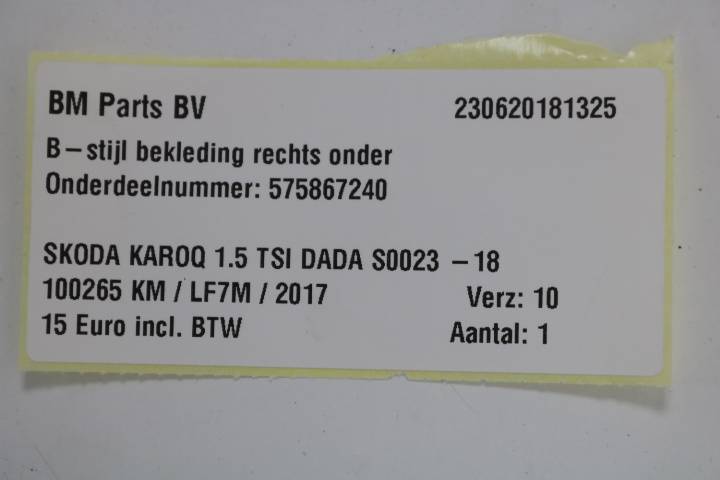 BM Parts BV 230620181325
B-stijl bekleding rechts onder
Onderdeelnummer: 575867240
SKODA KAROQ 1.5 TSI DADA S0023 -18
100265 KM / LF7M / 2017 Verz: 10
15 Euro incl. BTW Aantal: 1